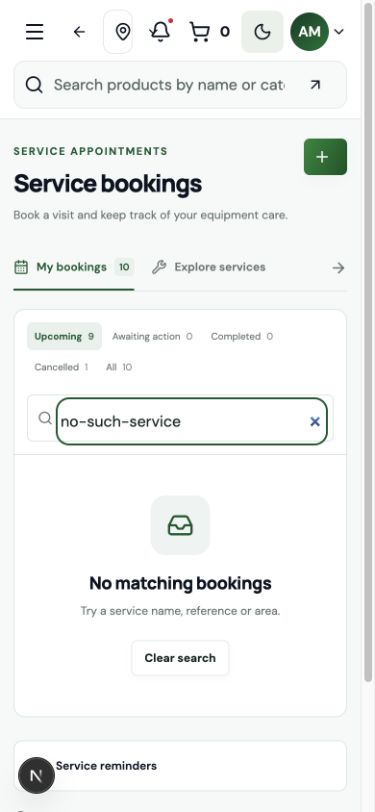 0
AM
Search products by name or cat
SERVICE APPOINTMENTS
Service bookings
Book a visit and keep track of your equipment care.
My bookings 10 Explore services
Upcoming 9 Awaiting action 0 Completed 0
Cancelled 1 All 10
no-such-service
No matching bookings
Try a service name, reference or area.
Clear search
N
Service reminders